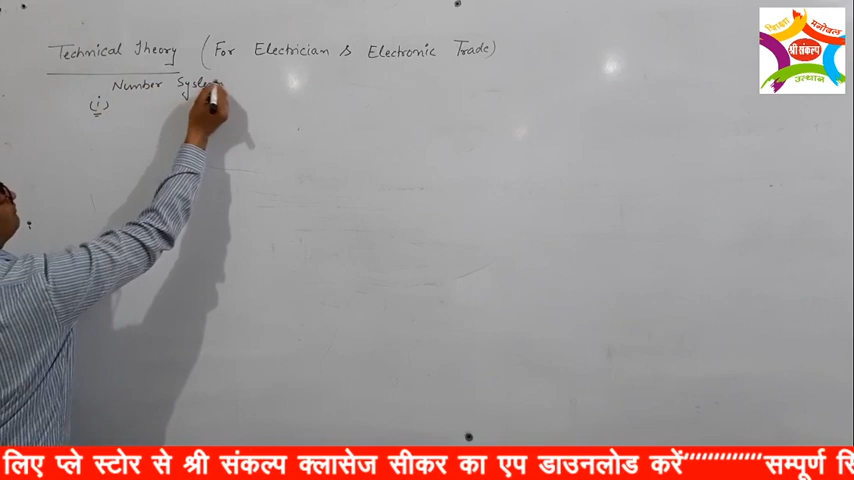 Technical Theory (For Electrician & Electronic Trade)
Number System
(i)
शिक्षा
मनोबल
श्री संकल्प
उत्थान
लिए प्ले स्टोर से श्री संकल्प क्लासेज सीकर का एप डाउनलोड करें''''''''''''''सम्पूर्ण